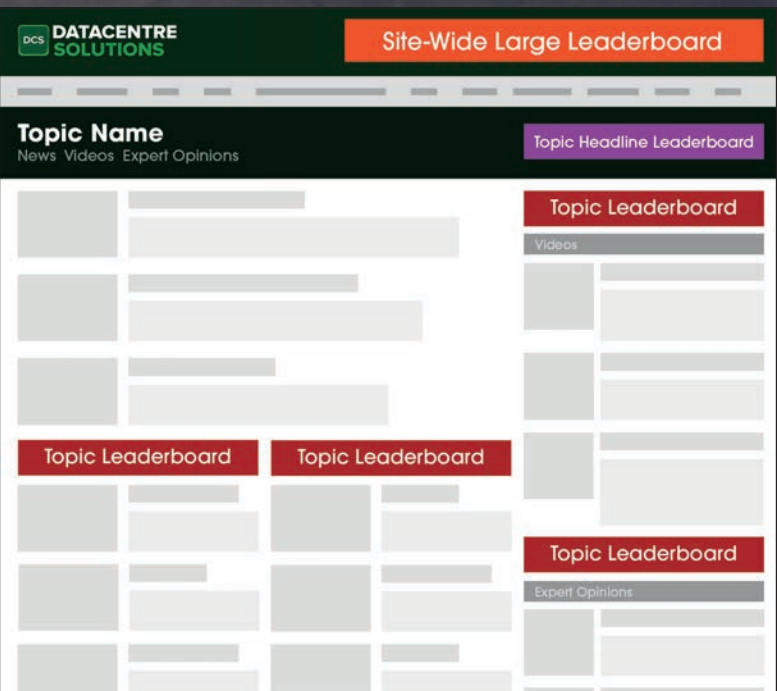 DCS DATACENTRE
SOLUTIONS
Site-Wide Large Leaderboard
Topic Name
News Videos Expert Opinions
Topic Headline Leaderboard
Topic Leaderboard
Videos
Topic Leaderboard
Topic Leaderboard
Topic Leaderboard
Expert Opinions